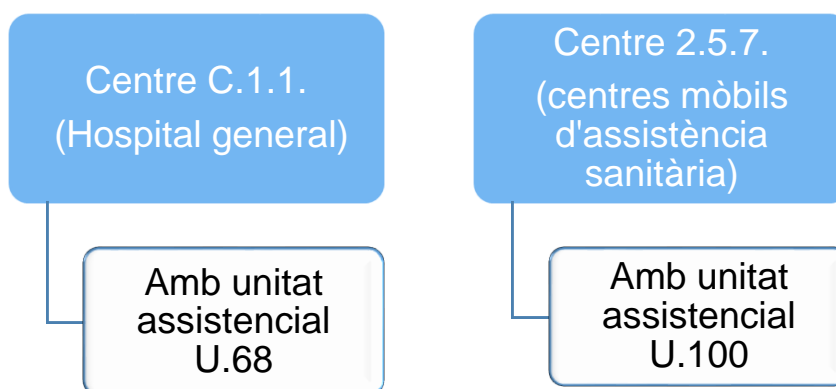 Centre C.1.1.
(Hospital general)
Amb unitat
assistencial
U.68
Centre 2.5.7.
(centres mòbils
d'assistència
sanitària)
Amb unitat
assistencial
U.100